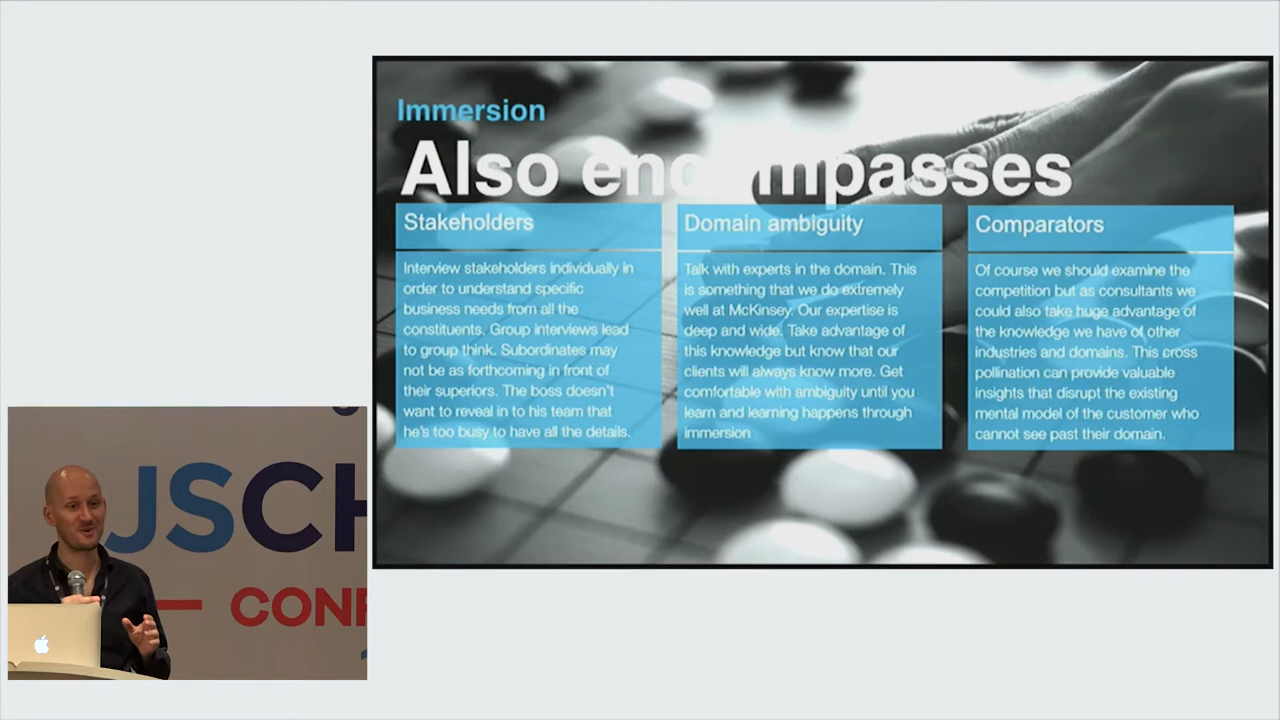 Immersion
Also encompasses
Stakeholders
Interview stakeholders individually in
order to understand specific
business needs from all the
constituents. Group interviews lead
to group think. Subordinates may
not be as forthcoming in front of
their superiors. The boss doesn't
want to reveal in to his team that
he's too busy to have all the details.
Domain ambiguity
Talk with experts in the domain. This
is something that we do extremely
well at McKinsey. Our expertise is
deep and wide. Take advantage of
this knowledge but know that our
clients will always know more. Get
comfortable with ambiguity until you
learn and learning happens through
immersion
Comparators
Of course we should examine the
competition but as consultants we
could also take huge advantage of
the knowledge we have of other
industries and domains. This cross
pollination can provide valuable
insights that disrupt the existing
mental model of the customer who
cannot see past their domain.
JSCH
CONF